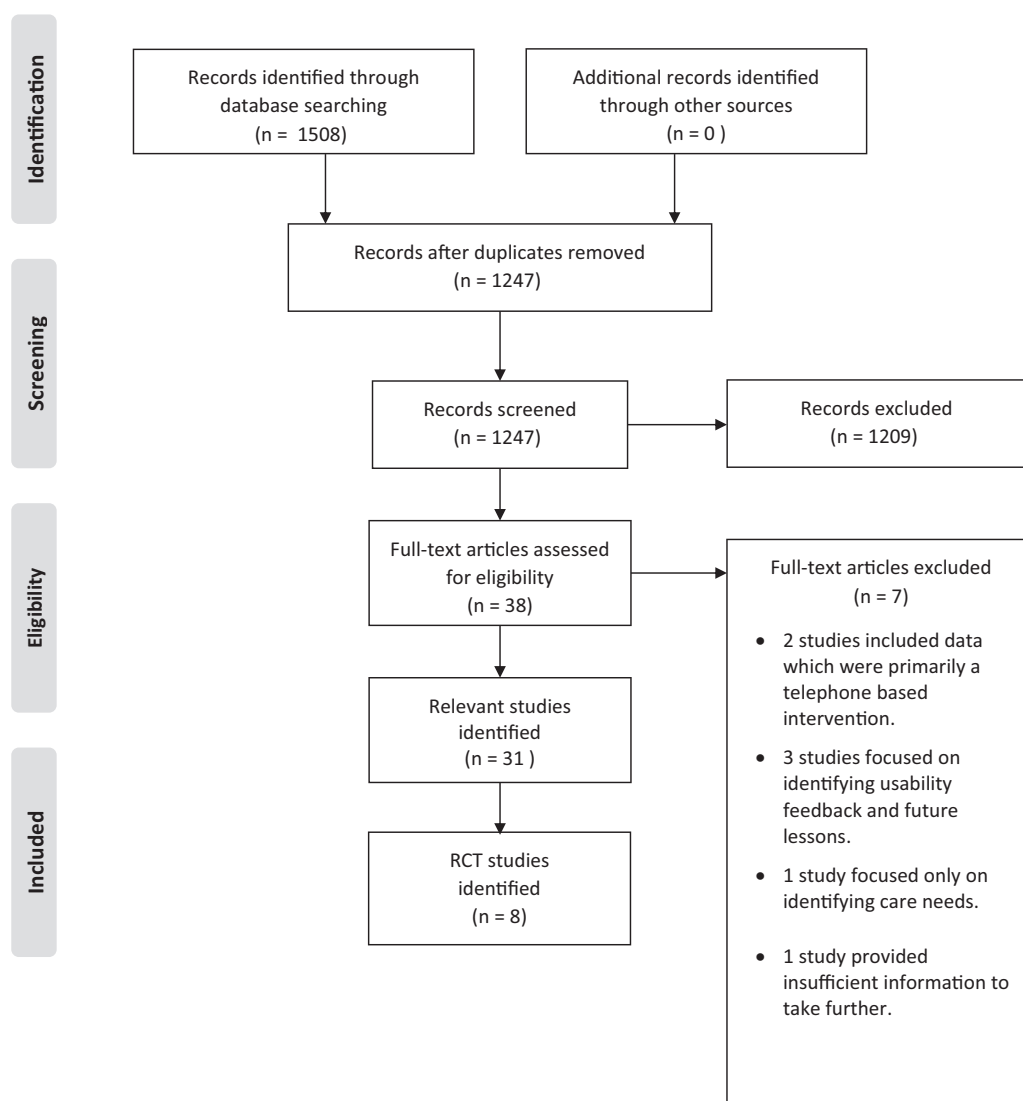 Identification
Records identified through
database searching
(n = 1508)
Additional records identified
through other sources
(n = 0 )
Records after duplicates removed
(n = 1247)
Screening
Records screened
(n = 1247)
Records excluded
(n = 1209)
Eligibility
Full-text articles assessed
for eligibility
(n = 38)
Full-text articles excluded
(n = 7)
• 2 studies included data
which were primarily a
telephone based
intervention.
• 3 studies focused on
identifying usability
feedback and future
lessons.
• 1 study focused only on
identifying care needs.
• 1 study provided
insufficient information to
take further.
Relevant studies
identified
(n = 31 )
Included
RCT studies
identified
(n = 8)